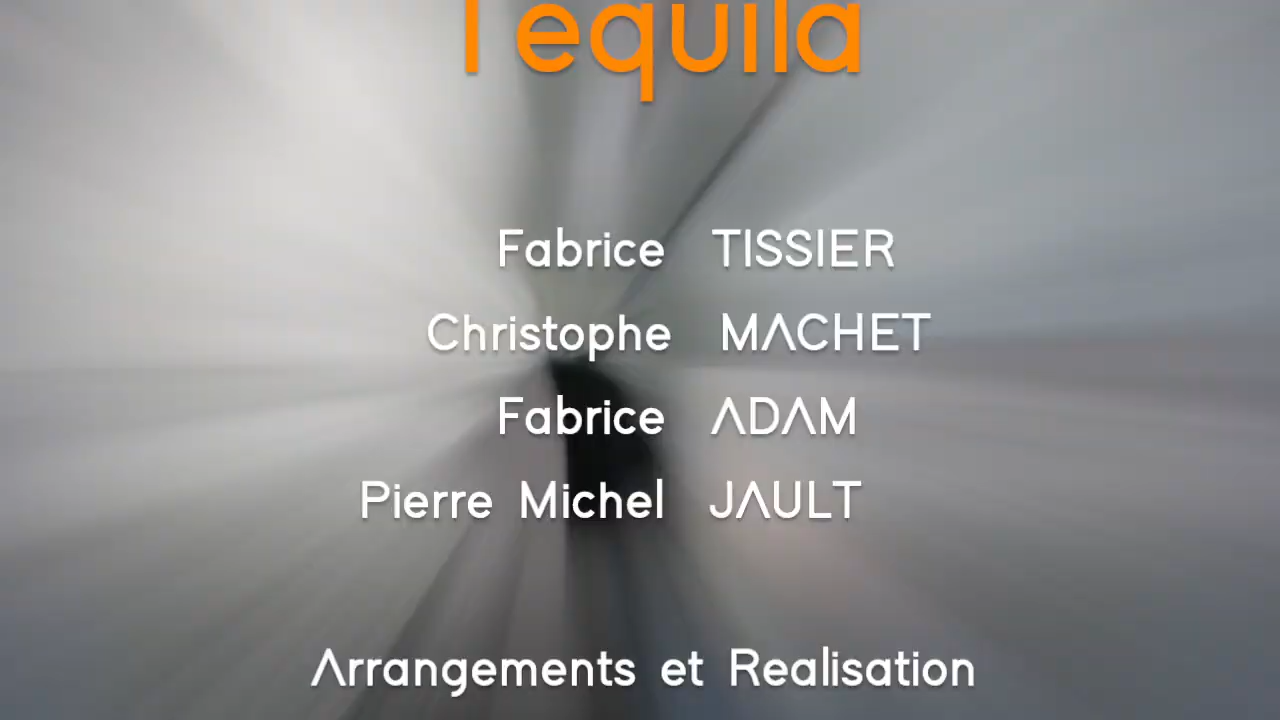 Tequila
Fabrice TISSIER
Christophe MACHET
Fabrice ADAM
Pierre Michel JAULT
Arrangements et Realisation